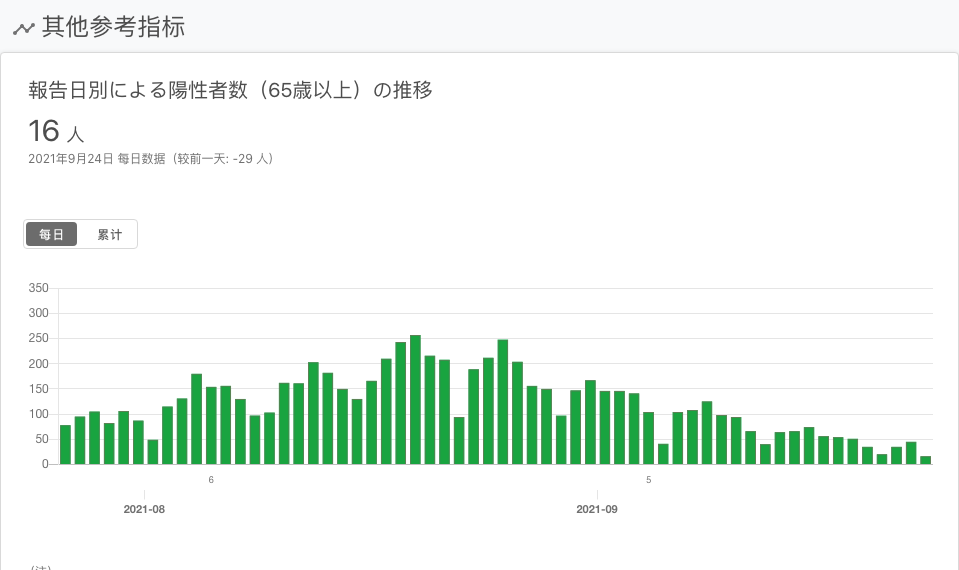 其他参考指标
報告日別による陽性者数（65歳以上）の推移
16 人
2021年9月24日 每日数据（较前一天: -29 人）
每日 累计
350
300
250
200
150
100
50
0
6 5
2021-08 2021-09
（注）